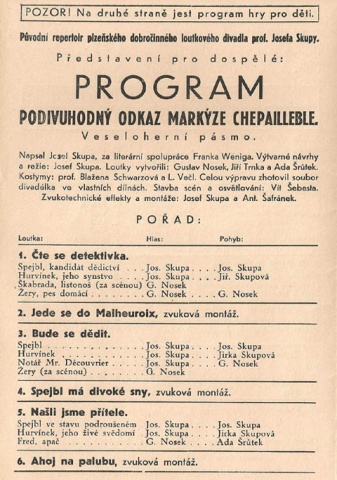 POZOR! Na druhé straně jest program hry pro děti.
Původní repertoir plzeňského dobročinného loutkového divadla prof. Josefa Skupy.
Představení pro dospělé:
PROGRAM
PODIVUHODNÝ ODKAZ MARKÝZE CHEPAILLEBLE.
Veseloherní pásmo.
Napsal Josef Skupa, za literární spolupráce Franka Weniga. Výtvarné návrhy
a režie: Josef Skupa. Loutky vytvořili: Gustav Nosek, Jiří Trnka a Ada Šrůtek.
Kostymy: prof. Blažena Schwarzová a L. Večl. Celou výpravu zhotovil soubor
divadélka ve vlastních dílnách. Stavba scén a osvětlování: Vít Šebesta.
Zvukotechnické efekty a montáže: Josef Skupa a Ant. Šafránek.
POŘAD:
Loutka: Hlas: Pohyb:
1. Čte se detektivka.
Spejbl, kandidát dědictví . . . Jos. Skupa . . . . Jos. Skupa
Hurvínek, jeho synstvo . . . Jos. Skupa . . . . Jiř. Skupová
Škabrada, listonoš (za scénou) G. Nosek
Žery, pes domácí . . . . . G. Nosek . . . . G. Nosek
2. Jede se do Malheuroix, zvuková montáž.
3. Bude se dědit.
Spejbl . . . . . . . . Jos. Skupa . . . . Jos. Skupa
Hurvínek . . . . . . . Jos. Skupa . . . . Jirka Skupová
Notář Mr. Découvrier . . . . Jos. Skupa . . . . G. Nosek
Žery (za scénou) . . . . . G. Nosek
4. Spejbl má divoké sny, zvuková montáž.
5. Našli jsme přítele.
Spejbl ve stavu podroušeném Jos. Skupa . . . . Jos. Skupa
Hurvínek, jeho živé svědomí Jos. Skupa . . . . Jirka Skupová
Fred, apač . . . . . . . G. Nosek . . . . Ada Šrůtek
6. Ahoj na palubu, zvuková montáž.